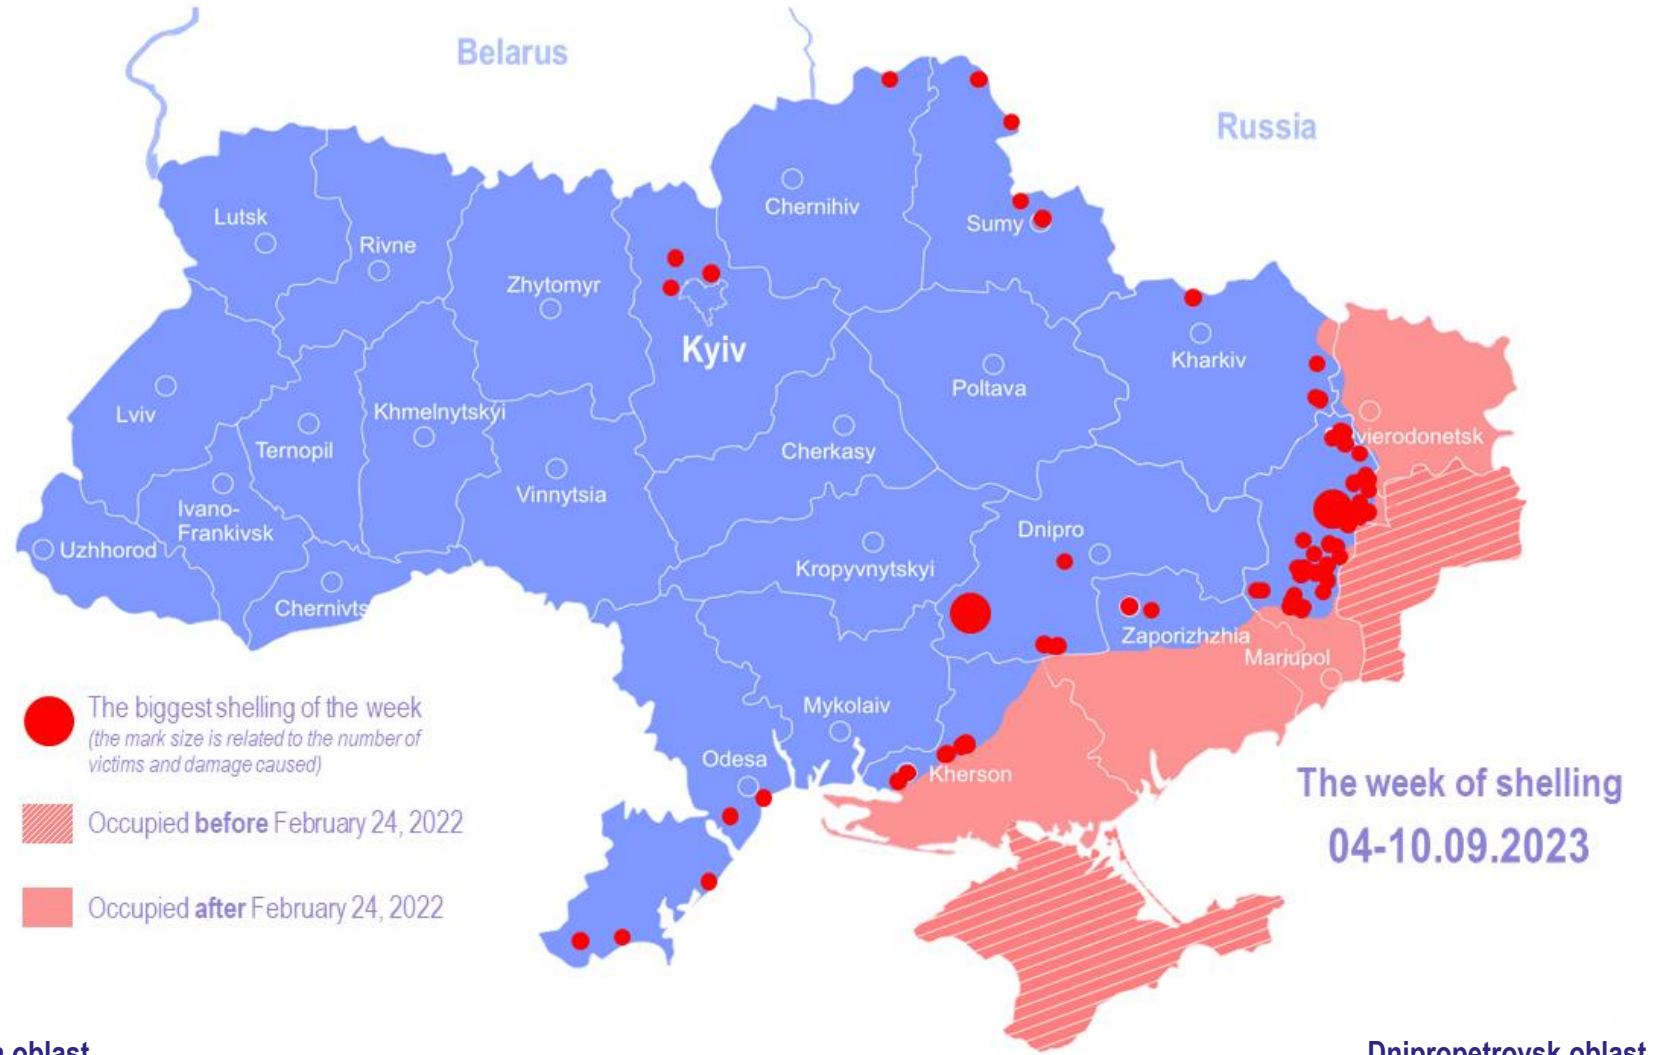 Belarus
Russia
Chernihiv
Lutsk
Sumy
Rivne
Zhytomyr
Kyiv
Kharkiv
Poltava
Lviv
Khmelnytskyi
vierodonetsk
Ternopil
Cherkasy
Vinnytsia
Ivano-
Frankivsk
Dnipro
Uzhhorod
Kropyvnytskyi
Chernivts
Zaporizhzhia
Mariupol
Mykolaiv
Odesa
Kherson
The biggest shelling of the week
(the mark size is related to the number of
victims and damage caused)
Occupied before February 24, 2022
Occupied after February 24, 2022
The week of shelling
04-10.09.2023
oblast
Dnipropetrovsk oblast